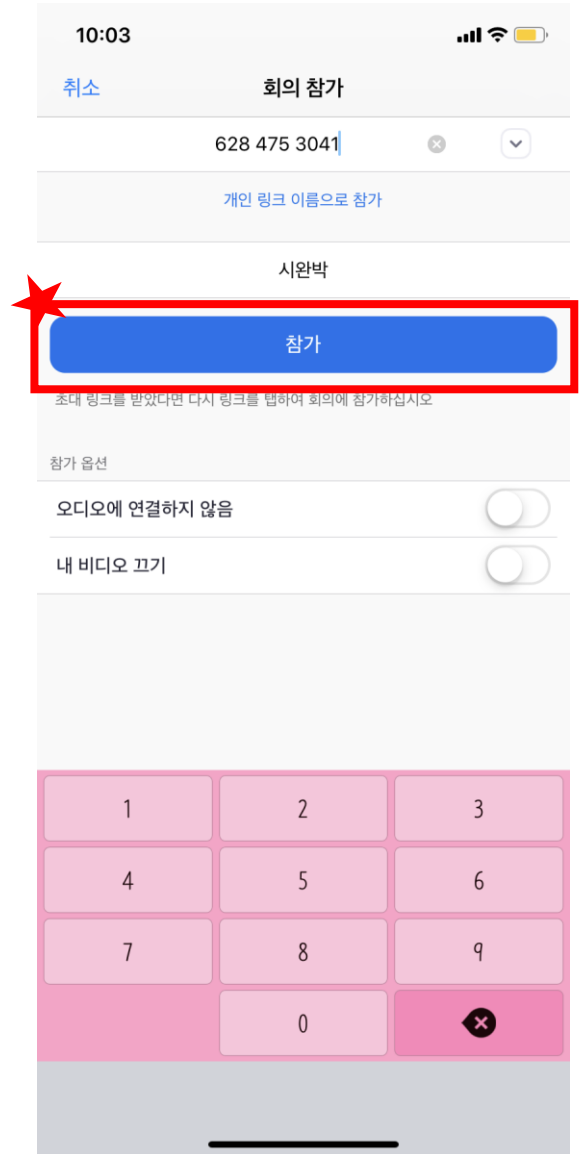 10:03
취소 회의 참가
628 475 3041
개인 링크 이름으로 참가
시완박
참가
초대 링크를 받았다면 다시 링크를 탭하여 회의에 참가하십시오
참가 옵션
오디오에 연결하지 않음
내 비디오 끄기
1 2 3
4 5 6
7 8 9
0